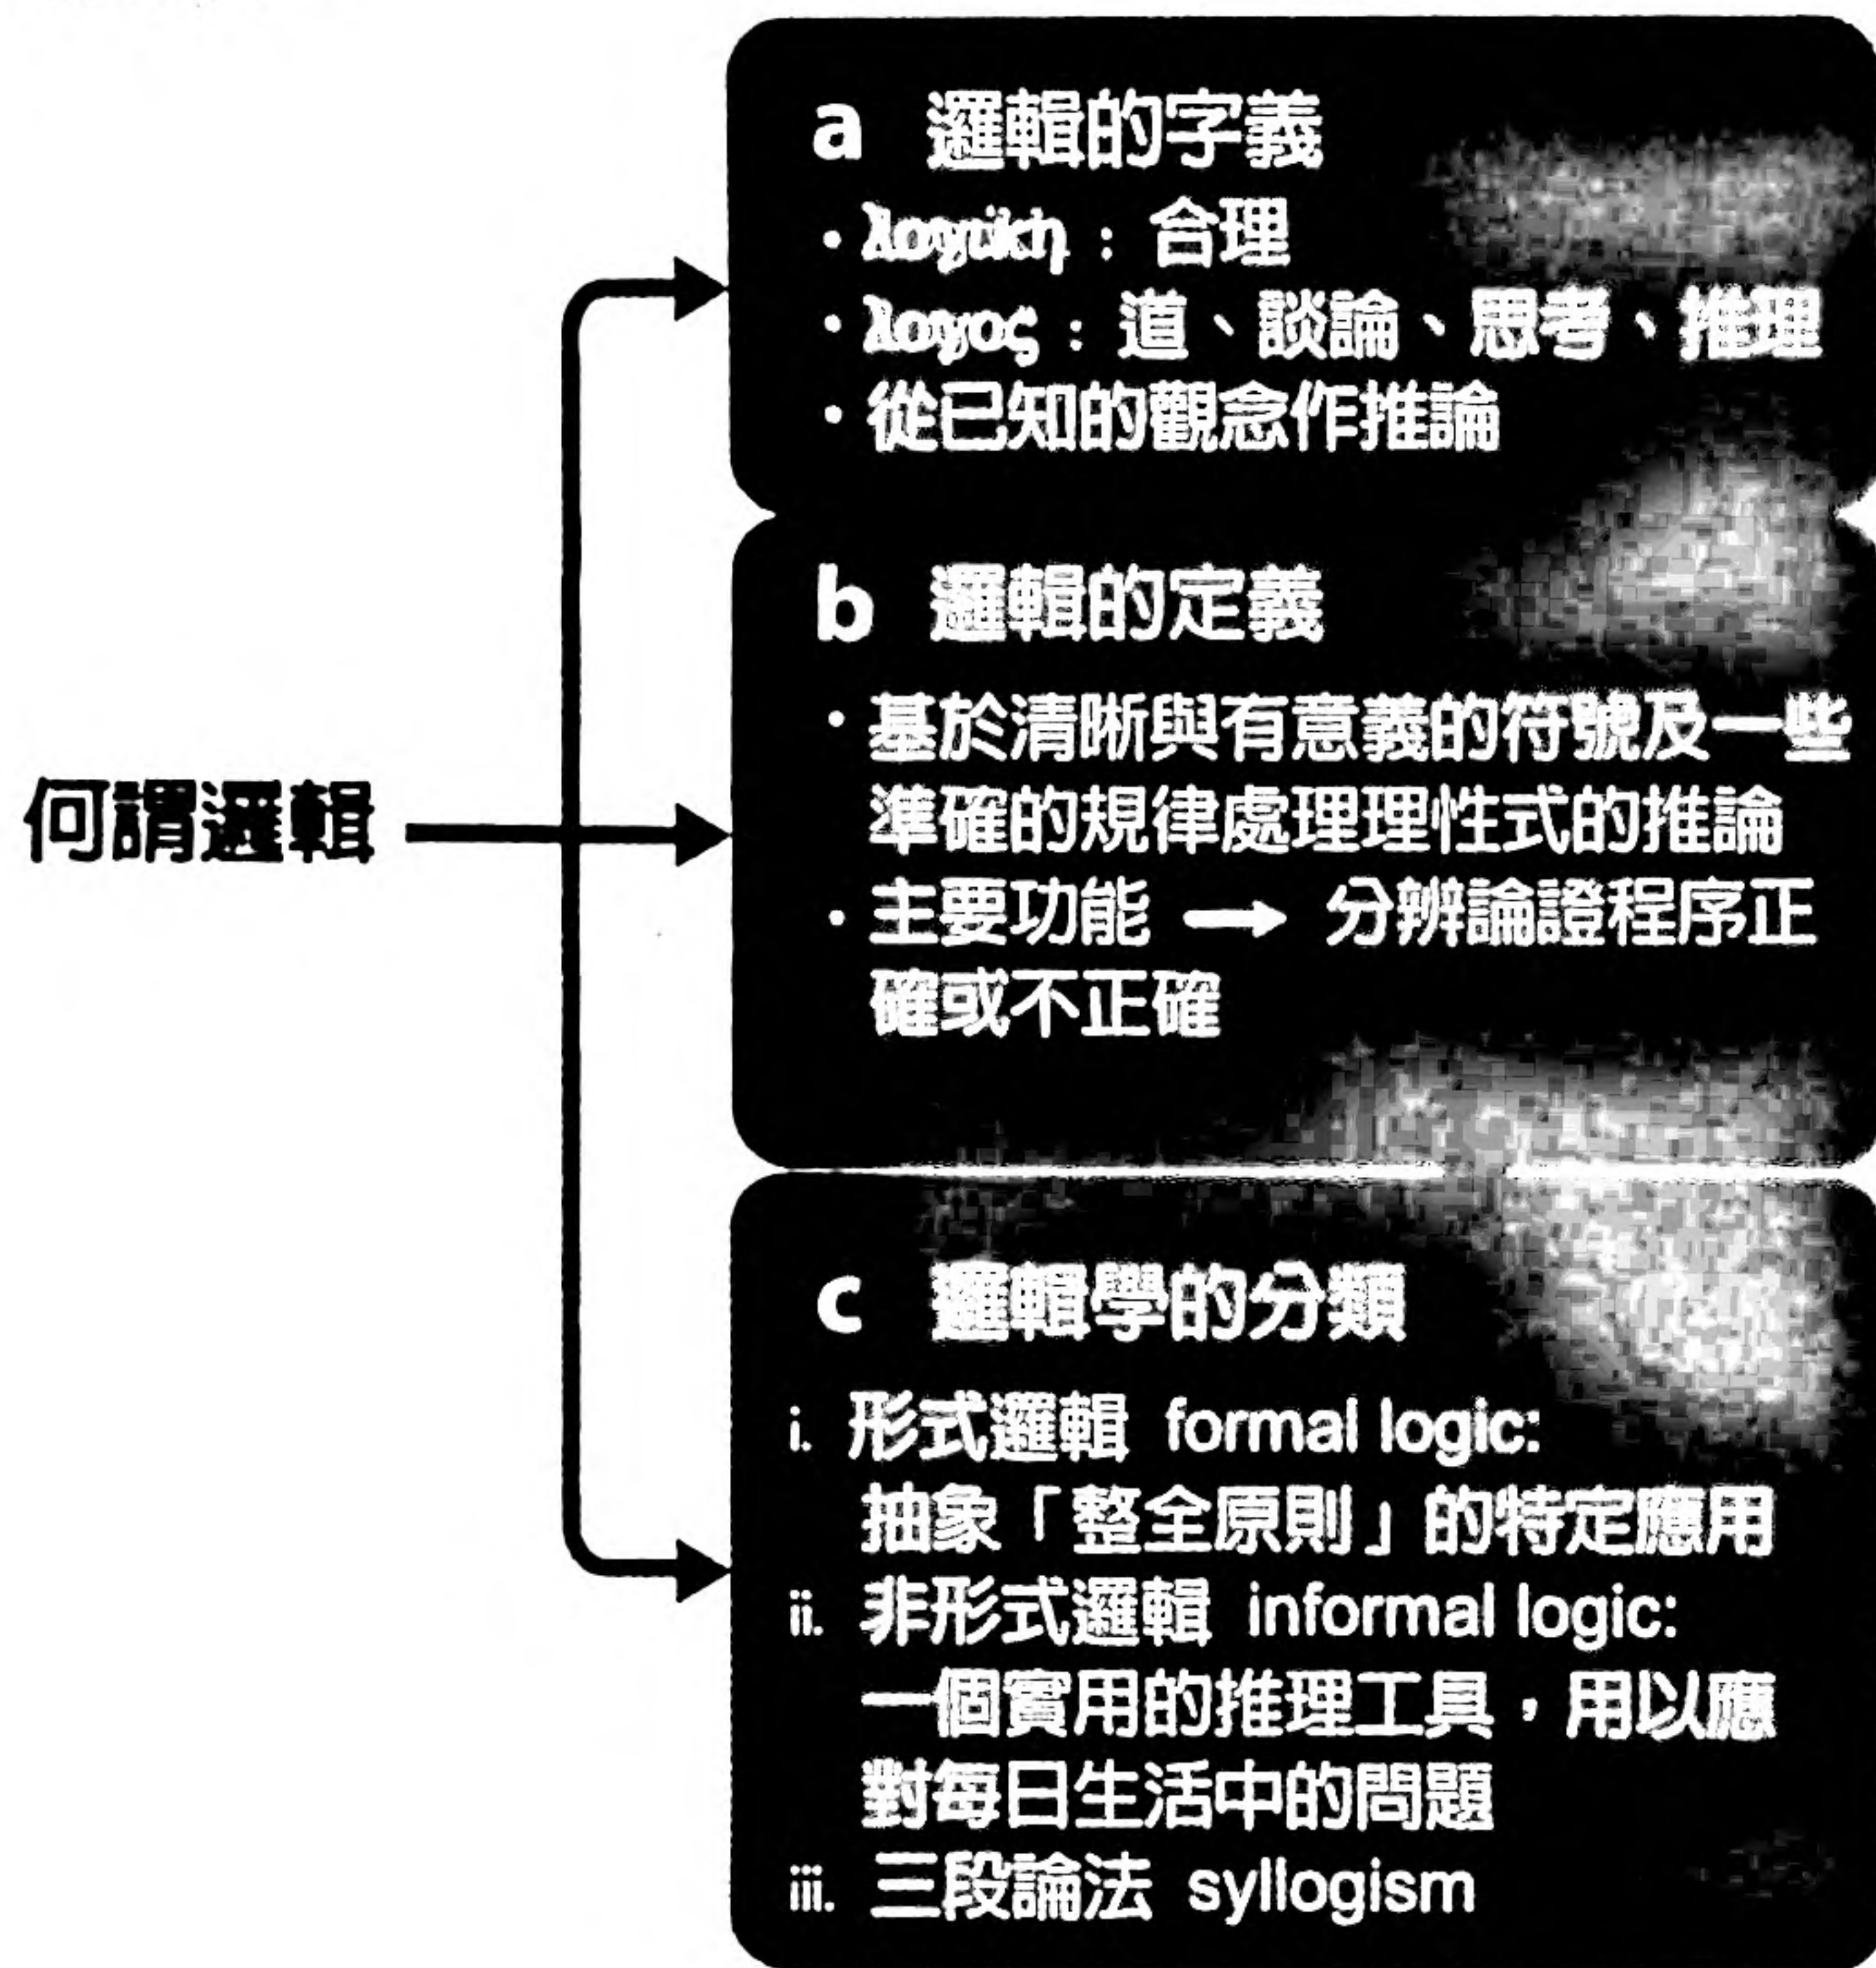 何謂邏輯
a 邏輯的字義
· λογικη : 合理
· λογος : 道、談論、思考、推理
· 從已知的觀念作推論
b 邏輯的定義
· 基於清晰與有意義的符號及一些
準確的規律處理理性式的推論
· 主要功能 → 分辨論證程序正
確或不正確
c 邏輯學的分類
i. 形式邏輯 formal logic:
抽象「整全原則」的特定應用
ii. 非形式邏輯 informal logic:
一個實用的推理工具，用以應
對每日生活中的問題
iii. 三段論法 syllogism